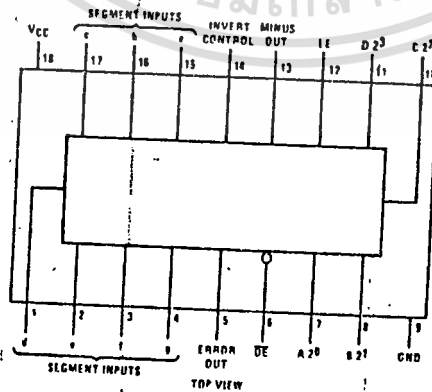 SEGMENT INPUTS
INVERT MINUS
VCC c b a CONTROL OUT LE D 2³ C 2²
18 17 16 15 14 13 12 11 10
1 2 3 4 5 6 7 8 9
d e f g ERROR OUT D̅E̅ A 2⁰ B 2¹ GND
SEGMENT INPUTS
TOP VIEW